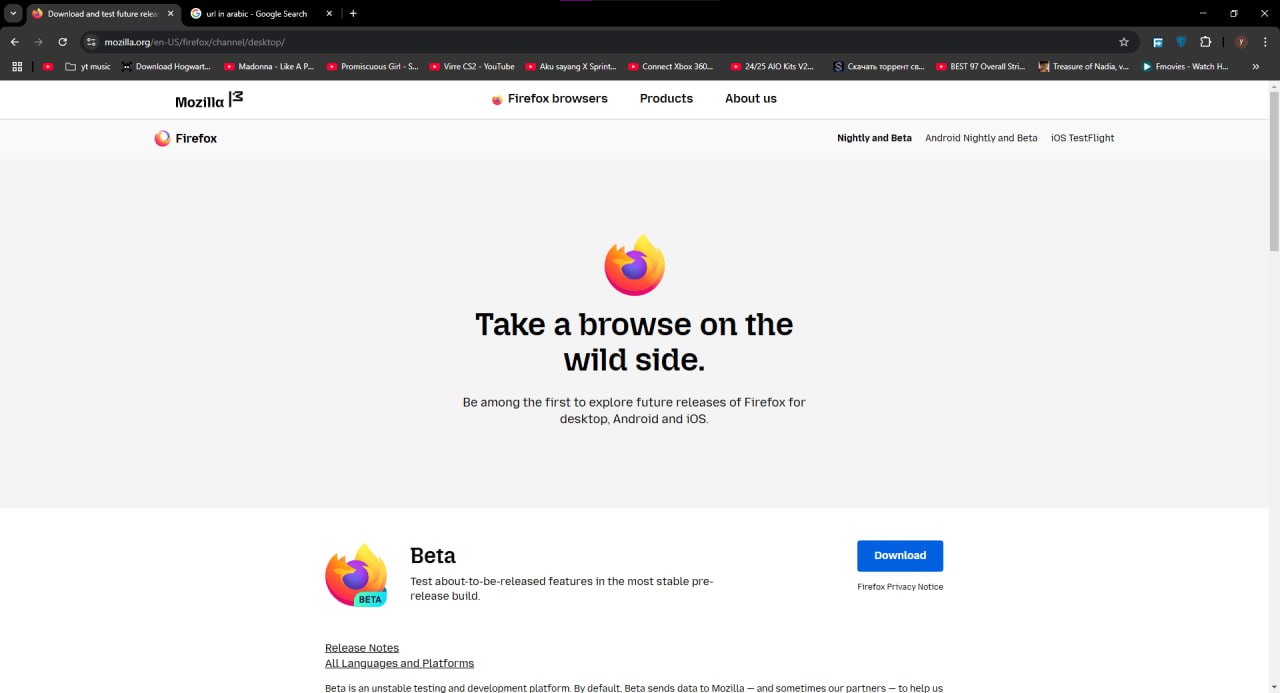 Download and test future relea
url in arabic - Google Search
mozilla.org/en-US/firefox/channel/desktop/
yt music
Download Hogwart...
Madonna - Like A P...
Promiscuous Girl - S...
Virre CS2 - YouTube
Aku sayang X Sprint...
Connect Xbox 360...
24/25 AIO Kits V2...
Скачать торрент св...
BEST 97 Overall Stri...
Treasure of Nadia, v...
Fmovies - Watch H...
Mozilla
Firefox browsers
Products
About us
Firefox
Nightly and Beta
Android Nightly and Beta
iOS TestFlight
Take a browse on the
wild side.
Be among the first to explore future releases of Firefox for
desktop, Android and iOS.
BETA
Beta
Test about-to-be-released features in the most stable pre-
release build.
Download
Firefox Privacy Notice
Release Notes
All Languages and Platforms
Beta is an unstable testing and development platform. By default, Beta sends data to Mozilla — and sometimes our partners — to help us